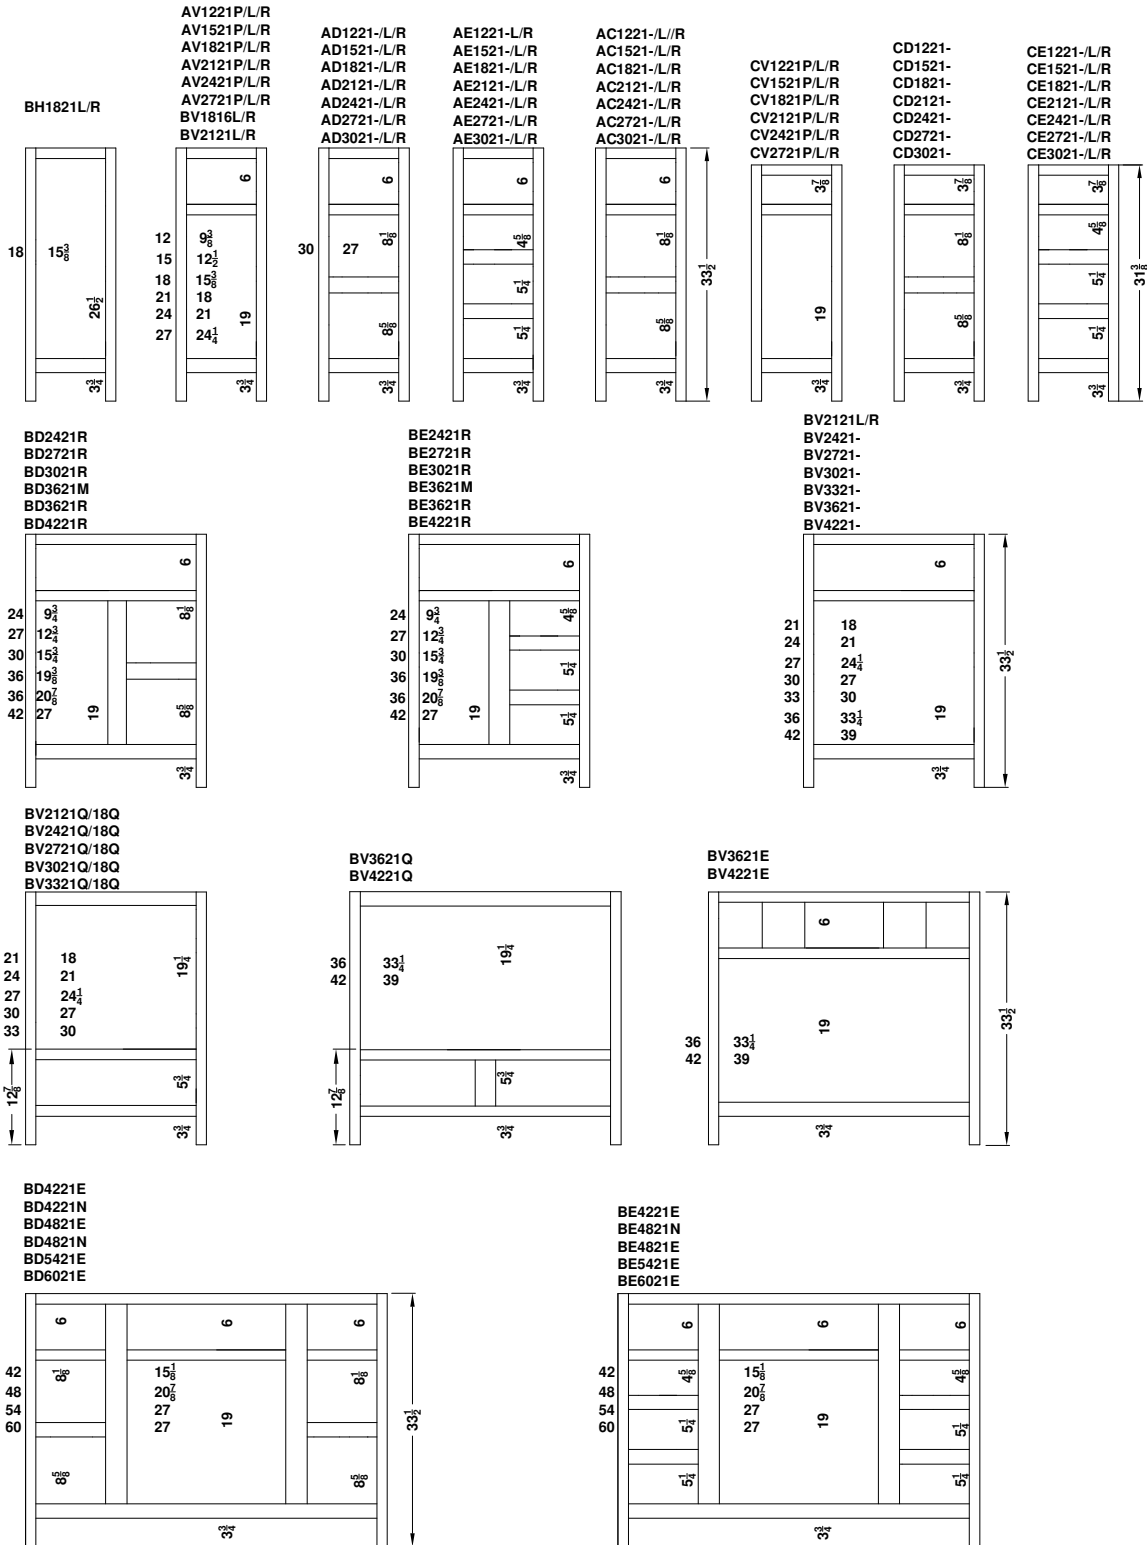 BH1821L/R
18 15 3/8
26 1/2
3 3/4
AV1221P/L/R
AV1521P/L/R
AV1821P/L/R
AV2121P/L/R
AV2421P/L/R
AV2721P/L/R
BV1816L/R
BV2121L/R
6
12 9 3/8
15 12 1/2
18 15 3/8
21 18
24 21
27 24 1/4
19
3 3/4
AD1221-/L/R
AD1521-/L/R
AD1821-/L/R
AD2121-/L/R
AD2421-/L/R
AD2721-/L/R
AD3021-/L/R
6
30 27
8 1/8
8 5/8
3 3/4
AE1221-L/R
AE1521-/L/R
AE1821-/L/R
AE2121-/L/R
AE2421-/L/R
AE2721-/L/R
AE3021-/L/R
6
4 5/8
5 1/4
5 1/4
3 3/4
AC1221-/L//R
AC1521-/L/R
AC1821-/L/R
AC2121-/L/R
AC2421-/L/R
AC2721-/L/R
AC3021-/L/R
6
8 1/8
8 5/8
3 3/4
33 1/2
CV1221P/L/R
CV1521P/L/R
CV1821P/L/R
CV2121P/L/R
CV2421P/L/R
CV2721P/L/R
3 7/8
19
3 3/4
CD1221-
CD1521-
CD1821-
CD2121-
CD2421-
CD2721-
CD3021-
3 7/8
8 1/8
8 5/8
3 3/4
CE1221-/L/R
CE1521-/L/R
CE1821-/L/R
CE2121-/L/R
CE2421-/L/R
CE2721-/L/R
CE3021-/L/R
3 7/8
4 5/8
5 1/4
5 1/4
3 3/4
31 3/8
BD2421R
BD2721R
BD3021R
BD3621M
BD3621R
BD4221R
6
24 9 3/4
27 12 3/4
30 15 3/4
36 19 3/8
36 20 7/8
42 27
19
8 1/8
8 5/8
3 3/4
BE2421R
BE2721R
BE3021R
BE3621M
BE3621R
BE4221R
6
24 9 3/4
27 12 3/4
30 15 3/4
36 19 3/8
36 20 7/8
42 27
19
4 5/8
5 1/4
5 1/4
3 3/4
BV2121L/R
BV2421-
BV2721-
BV3021-
BV3321-
BV3621-
BV4221-
6
21 18
24 21
27 24 1/4
30 27
33 30
36 33 1/4
42 39
19
3 3/4
33 1/2
BV2121Q/18Q
BV2421Q/18Q
BV2721Q/18Q
BV3021Q/18Q
BV3321Q/18Q
21 18
24 21
27 24 1/4
30 27
33 30
19 1/4
12 7/8
5 3/4
3 3/4
BV3621Q
BV4221Q
36 33 1/4
42 39
19 1/4
12 7/8
5 3/4
3 3/4
BV3621E
BV4221E
6
36 33 1/4
42 39
19
3 3/4
33 1/2
BD4221E
BD4221N
BD4821E
BD4821N
BD5421E
BD6021E
6 6 6
42 15 1/8
48 20 7/8
54 27
60 27
8 1/8
8 1/8
19
8 5/8
8 5/8
3 3/4
33 1/2
BE4221E
BE4821N
BE4821E
BE5421E
BE6021E
6 6 6
42 15 1/8
48 20 7/8
54 27
60 27
4 5/8
4 5/8
5 1/4
19
5 1/4
5 1/4
5 1/4
3 3/4